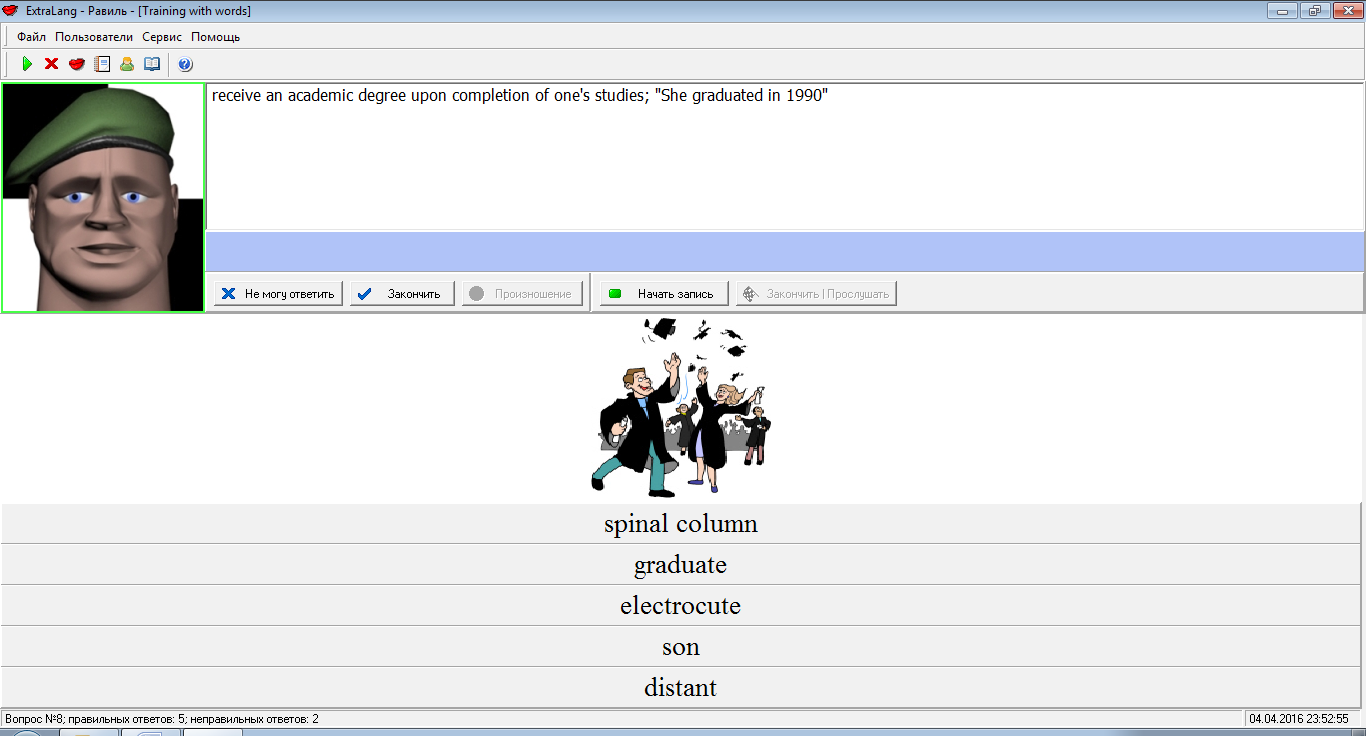 ExtraLang - Равиль - [Training with words]
Файл Пользователи Сервис Помощь
receive an academic degree upon completion of one's studies; "She graduated in 1990"
Не могу ответить Закончить Произношение Начать запись Закончить | Прослушать
spinal column
graduate
electrocute
son
distant
Вопрос №8; правильных ответов: 5; неправильных ответов: 2 04.04.2016 23:52:55